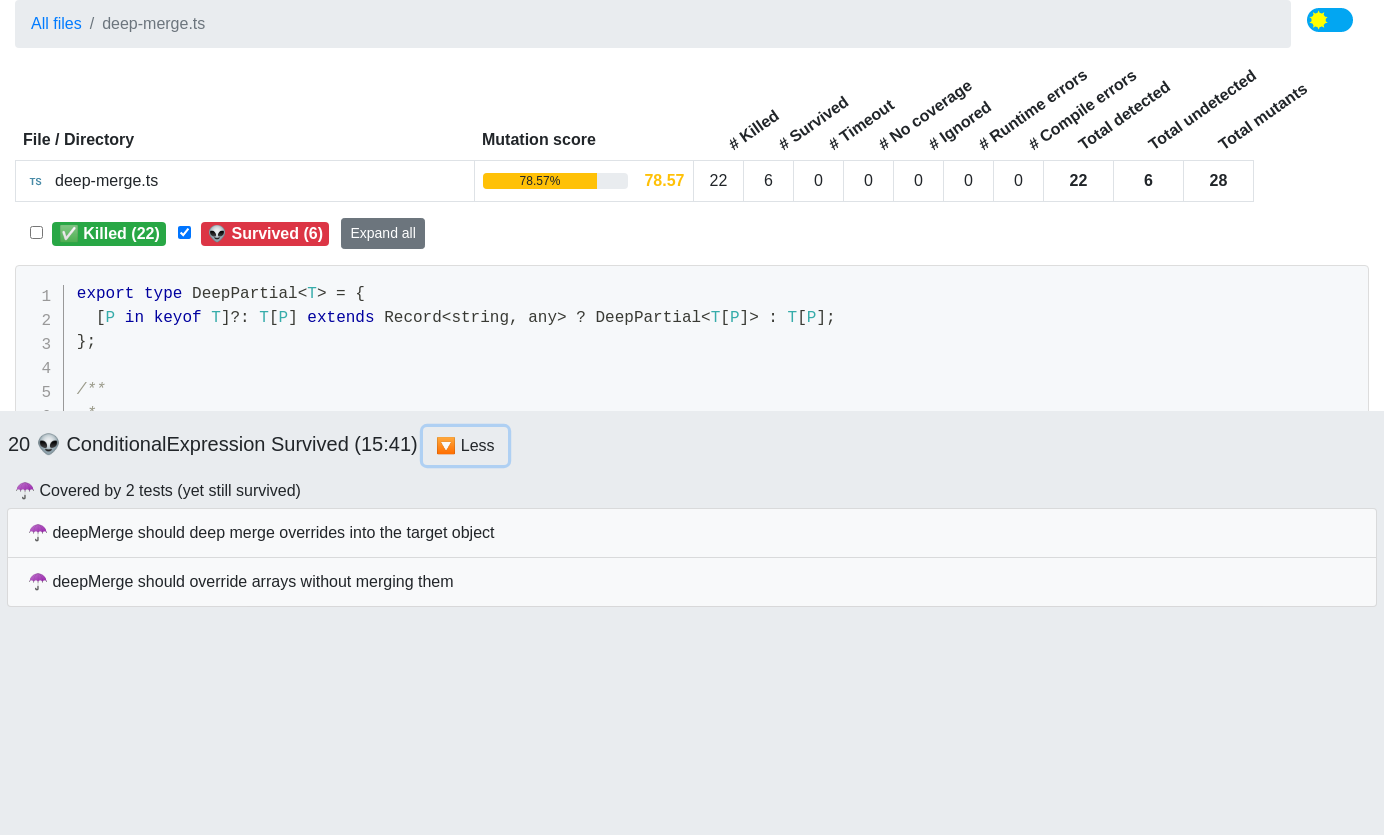 All files / deep-merge.ts
File / Directory Mutation score # Killed # Survived # Timeout # No coverage # Ignored # Runtime errors # Compile errors Total detected Total undetected Total mutants
TS deep-merge.ts 78.57% 78.57 22 6 0 0 0 0 0 22 6 28
✅ Killed (22) 👽 Survived (6) Expand all
1 export type DeepPartial<T> = {
2 [P in keyof T]?: T[P] extends Record<string, any> ? DeepPartial<T[P]> : T[P];
3 };
4
5 /**
*
20 👽 ConditionalExpression Survived (15:41) 🔽 Less
☂️ Covered by 2 tests (yet still survived)
☂️ deepMerge should deep merge overrides into the target object
☂️ deepMerge should override arrays without merging them